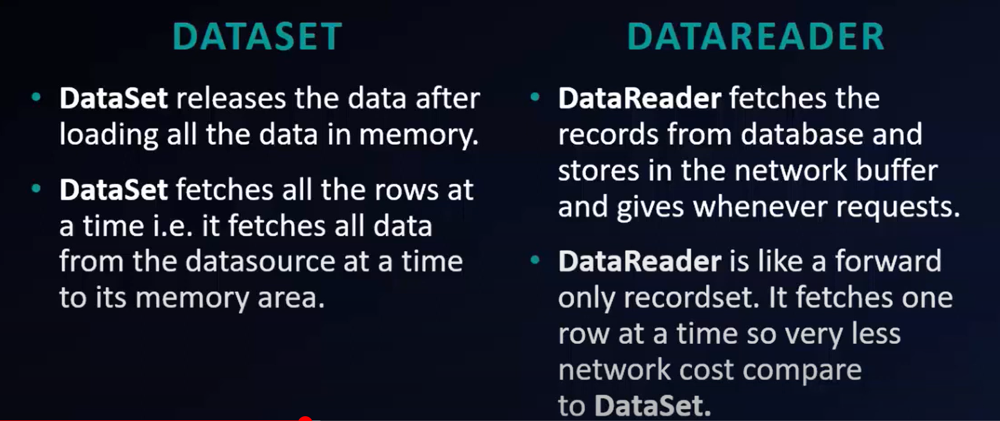 DATASET
• DataSet releases the data after
loading all the data in memory.
• DataSet fetches all the rows at
a time i.e. it fetches all data
from the datasource at a time
to its memory area.
DATAREADER
• DataReader fetches the
records from database and
stores in the network buffer
and gives whenever requests.
• DataReader is like a forward
only recordset. It fetches one
row at a time so very less
network cost compare
to DataSet.